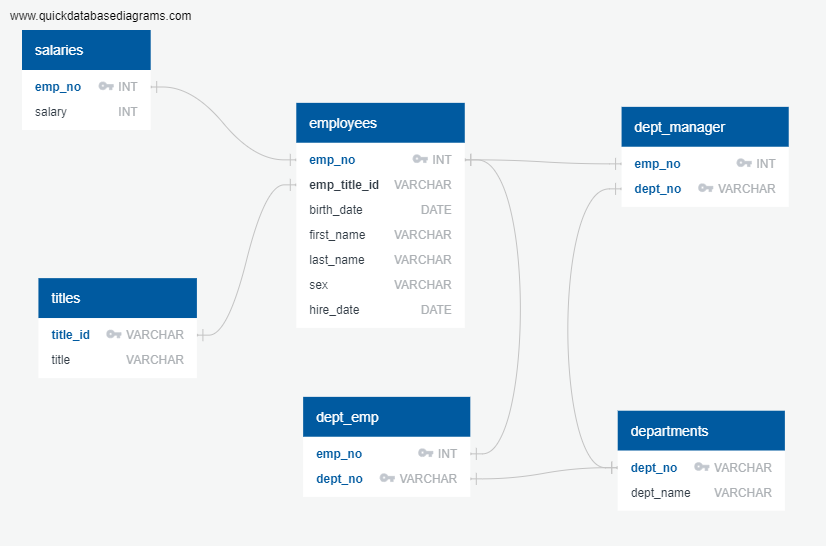 www.quickdatabasediagrams.com
salaries
emp_no INT
salary INT
employees
emp_no INT
emp_title_id VARCHAR
birth_date DATE
first_name VARCHAR
last_name VARCHAR
sex VARCHAR
hire_date DATE
dept_manager
emp_no INT
dept_no VARCHAR
titles
title_id VARCHAR
title VARCHAR
dept_emp
emp_no INT
dept_no VARCHAR
departments
dept_no VARCHAR
dept_name VARCHAR